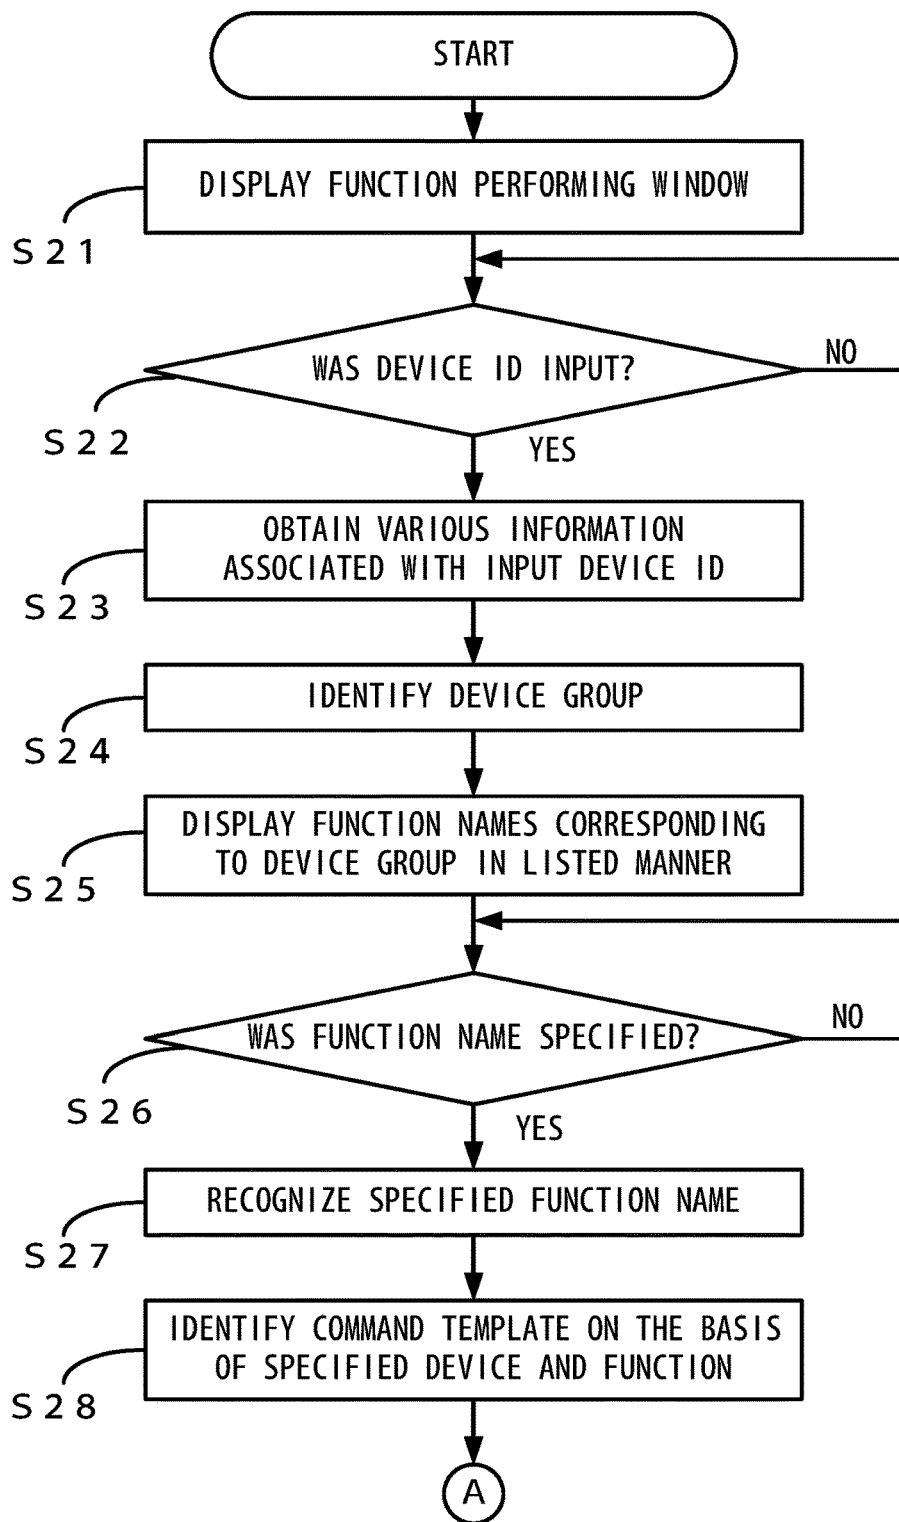 START
DISPLAY FUNCTION PERFORMING WINDOW
S21
WAS DEVICE ID INPUT?
NO
S22
YES
OBTAIN VARIOUS INFORMATION
ASSOCIATED WITH INPUT DEVICE ID
S23
IDENTIFY DEVICE GROUP
S24
DISPLAY FUNCTION NAMES CORRESPONDING
TO DEVICE GROUP IN LISTED MANNER
S25
WAS FUNCTION NAME SPECIFIED?
NO
S26
YES
RECOGNIZE SPECIFIED FUNCTION NAME
S27
IDENTIFY COMMAND TEMPLATE ON THE BASIS
OF SPECIFIED DEVICE AND FUNCTION
S28
A